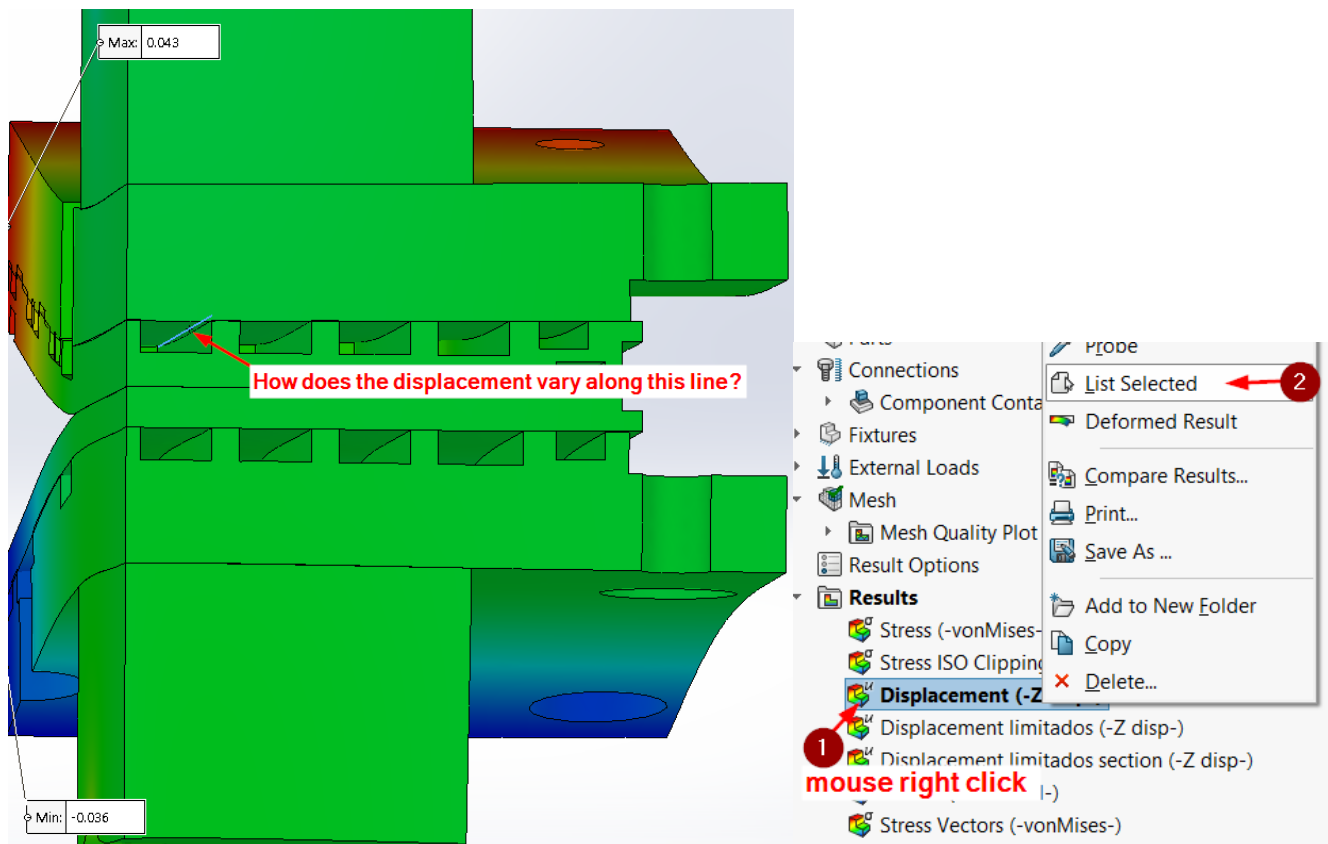 Max: 0.043
How does the displacement vary along this line?
Min: -0.036
Probe
Connections
List Selected
2
Component Conta
Deformed Result
Fixtures
External Loads
Compare Results...
Mesh
Print...
Mesh Quality Plot
Save As ...
Result Options
Results
Add to New Folder
Stress (-vonMises-
Copy
Stress ISO Clipping
Delete...
Displacement (-Z
Displacement limitados (-Z disp-)
1
Displacement limitados section (-Z disp-)
mouse right click
Stress Vectors (-vonMises-)